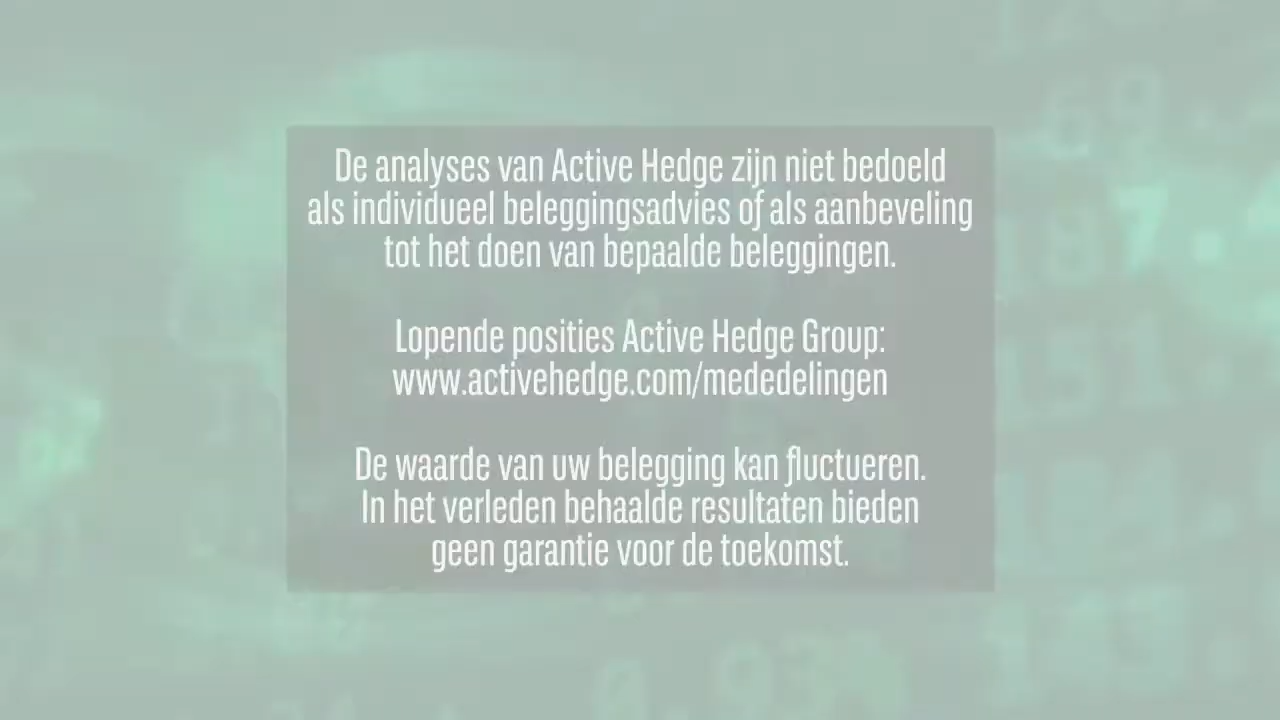 De analyses van Active Hedge zijn niet bedoeld
als individueel beleggingsadvies of als aanbeveling
tot het doen van bepaalde beleggingen.
Lopende posities Active Hedge Group:
www.activehedge.com/mededelingen
De waarde van uw belegging kan fluctueren.
In het verleden behaalde resultaten bieden
geen garantie voor de toekomst.